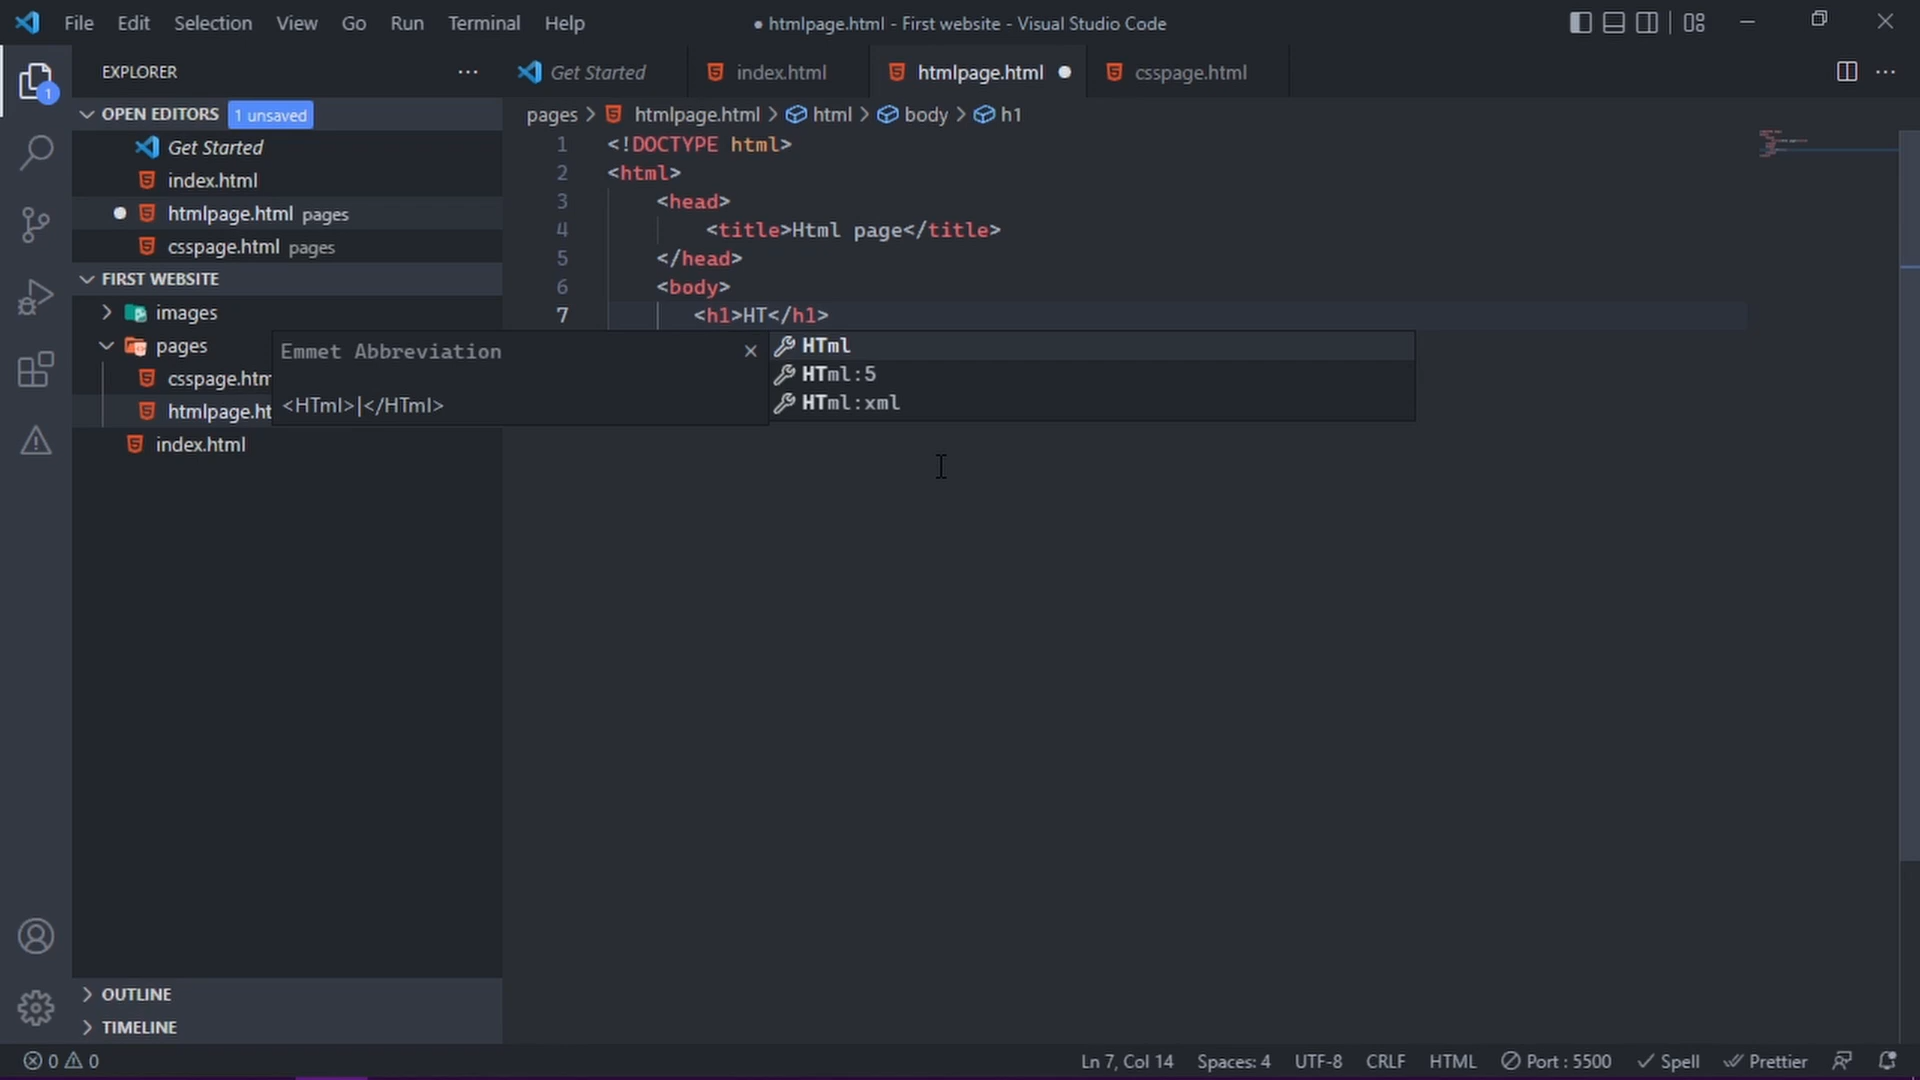 File Edit Selection View Go Run Terminal Help
● htmlpage.html - First website - Visual Studio Code
EXPLORER
1
OPEN EDITORS 1 unsaved
Get Started
index.html
htmlpage.html pages
csspage.html pages
FIRST WEBSITE
images
pages
csspage.htm
htmlpage.ht
index.html
OUTLINE
TIMELINE
Get Started index.html htmlpage.html csspage.html
pages > htmlpage.html > html > body > h1
1 <!DOCTYPE html>
2 <html>
3 <head>
4 <title>Html page</title>
5 </head>
6 <body>
7 <h1>HT</h1>
Emmet Abbreviation
<HTml>|</HTml>
HTml
HTml:5
HTml:xml
0 0
Ln 7, Col 14 Spaces: 4 UTF-8 CRLF HTML Port : 5500 Spell Prettier